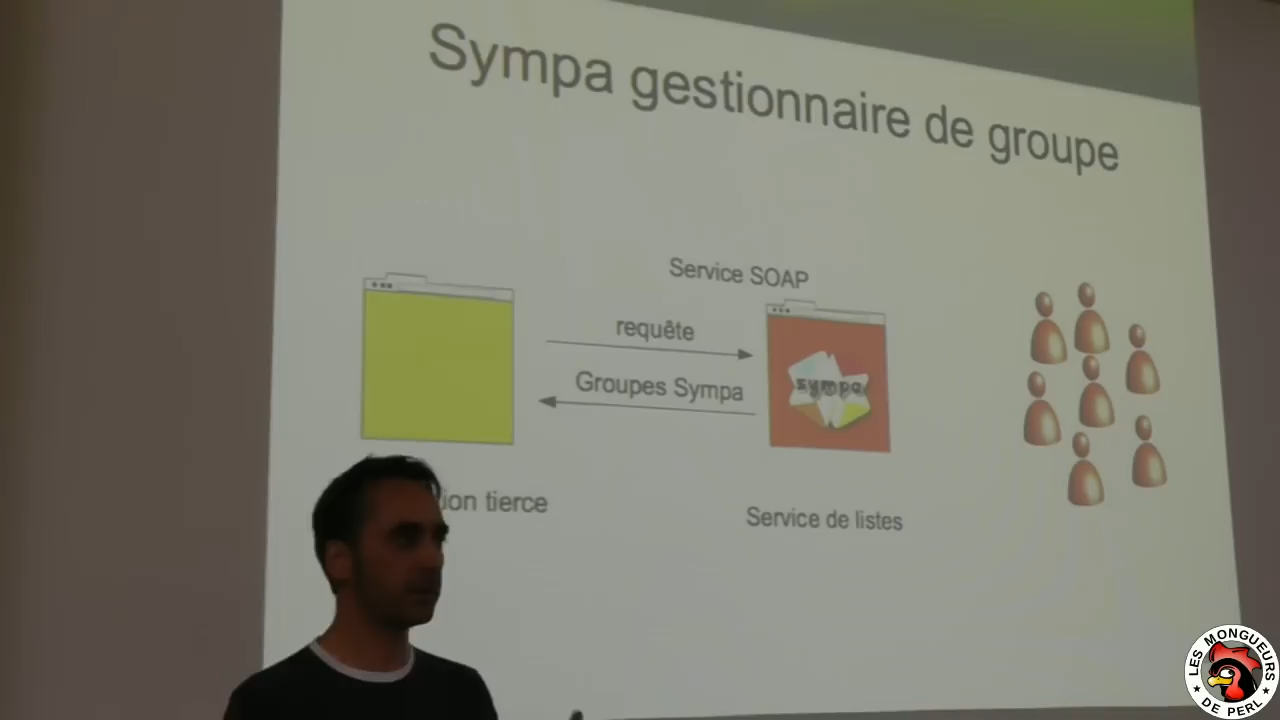 Sympa gestionnaire de groupe
Service SOAP
requête
Groupes Sympa
sympa
ion tierce
Service de listes
LES MONGUEURS
DE PERL